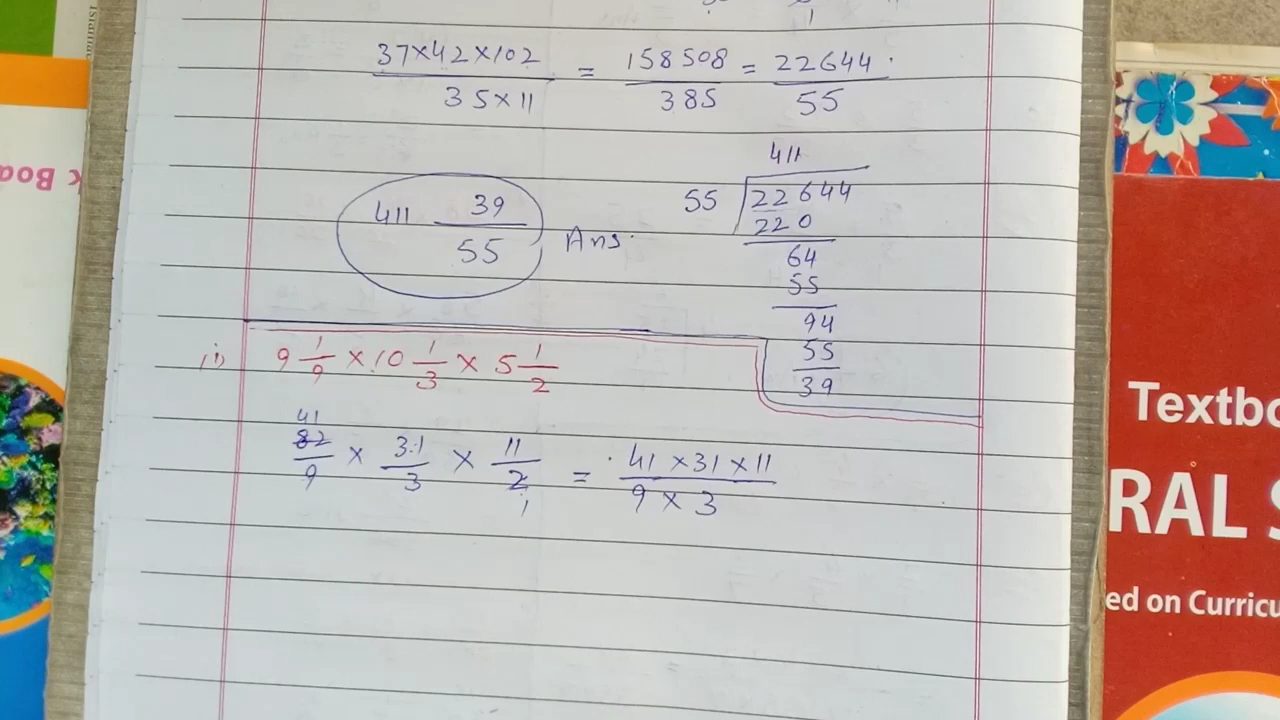 37×42×102 / 35×11 = 158508 / 385 = 22644 / 55
411
55 22644
220
411 39/55 Ans.
64
55
94
55
39
ii) 9 1/9 × 10 1/3 × 5 1/2
41 1
82/9 × 31/3 × 11/2 = 41×31×11 / 9×3
k Boa
Textbo
RAL S
ed on Curricu